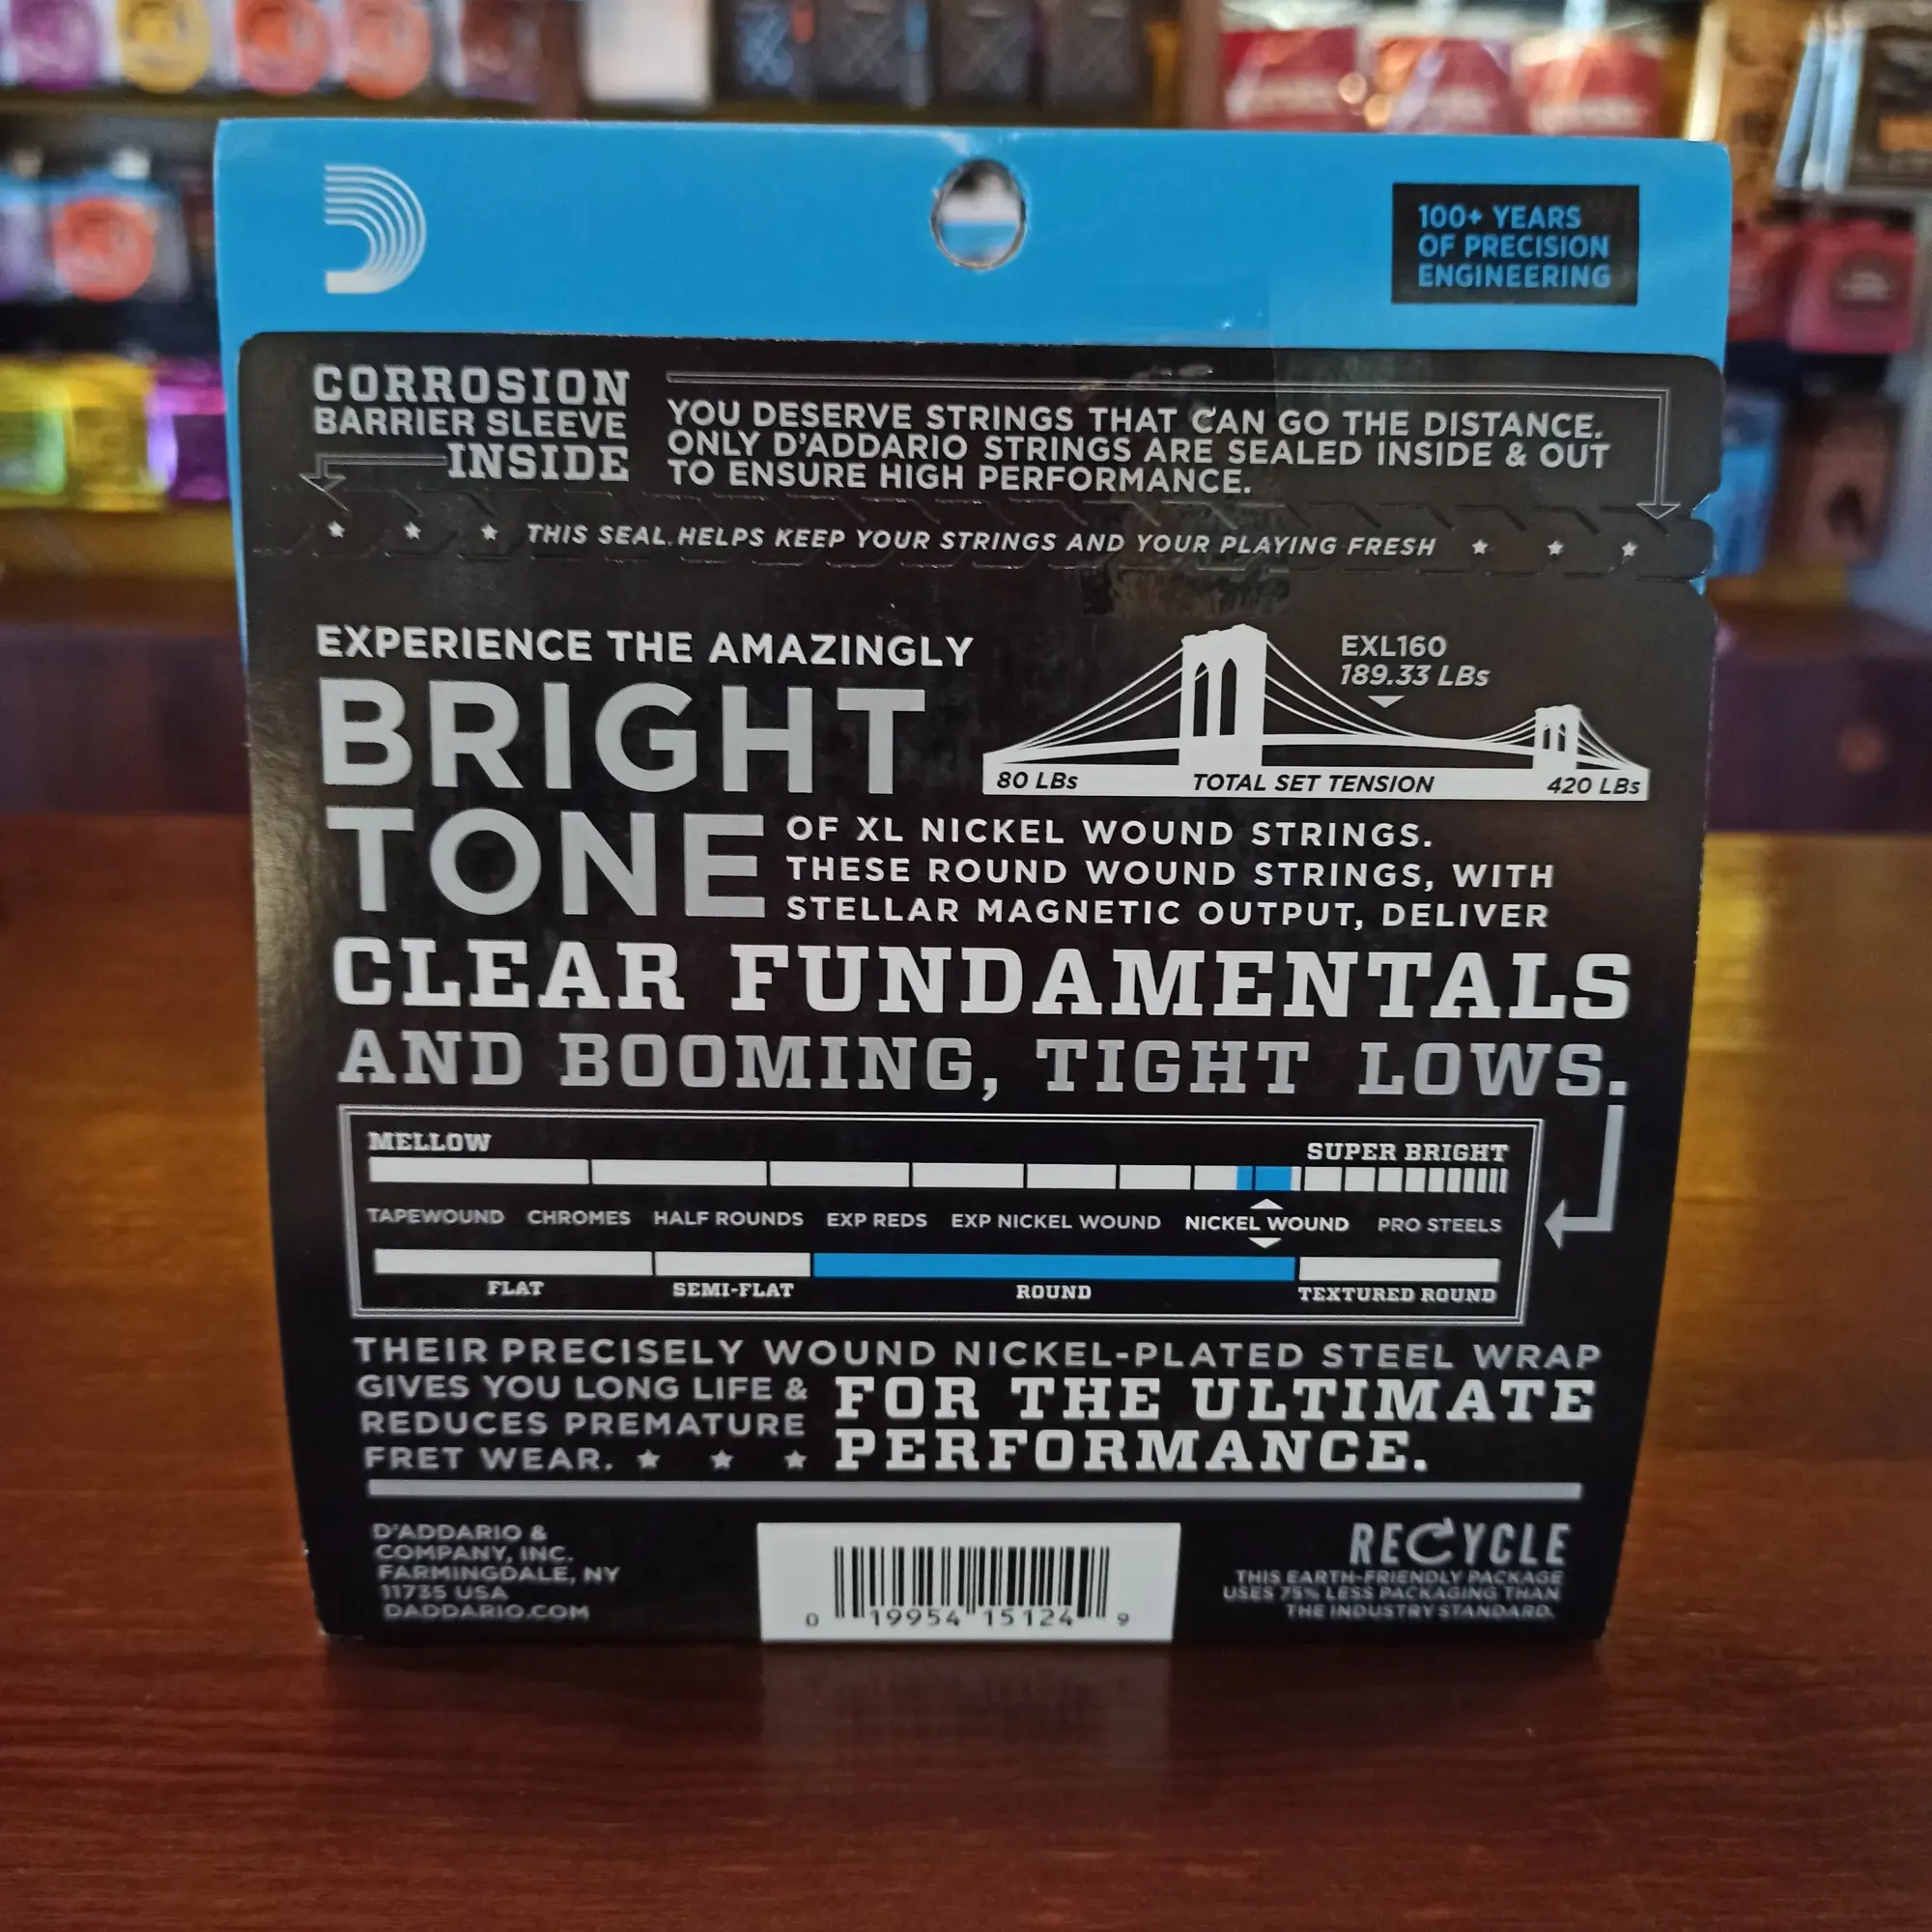 100+ YEARS
OF PRECISION
ENGINEERING
CORROSION
BARRIER SLEEVE
INSIDE
YOU DESERVE STRINGS THAT CAN GO THE DISTANCE.
ONLY D'ADDARIO STRINGS ARE SEALED INSIDE & OUT
TO ENSURE HIGH PERFORMANCE.
THIS SEAL HELPS KEEP YOUR STRINGS AND YOUR PLAYING FRESH
EXPERIENCE THE AMAZINGLY
BRIGHT
TONE
EXL160
189.33 LBs
80 LBs TOTAL SET TENSION 420 LBs
OF XL NICKEL WOUND STRINGS.
THESE ROUND WOUND STRINGS, WITH
STELLAR MAGNETIC OUTPUT, DELIVER
CLEAR FUNDAMENTALS
AND BOOMING, TIGHT LOWS.
MELLOW SUPER BRIGHT
TAPEWOUND CHROMES HALF ROUNDS EXP REDS EXP NICKEL WOUND NICKEL WOUND PRO STEELS
FLAT SEMI-FLAT ROUND TEXTURED ROUND
THEIR PRECISELY WOUND NICKEL-PLATED STEEL WRAP
GIVES YOU LONG LIFE &
REDUCES PREMATURE
FRET WEAR.
FOR THE ULTIMATE
PERFORMANCE.
D'ADDARIO &
COMPANY, INC.
FARMINGDALE, NY
11735 USA
DADDARIO.COM
0 19954 15124 9
RECYCLE
THIS EARTH-FRIENDLY PACKAGE
USES 75% LESS PACKAGING THAN
THE INDUSTRY STANDARD.